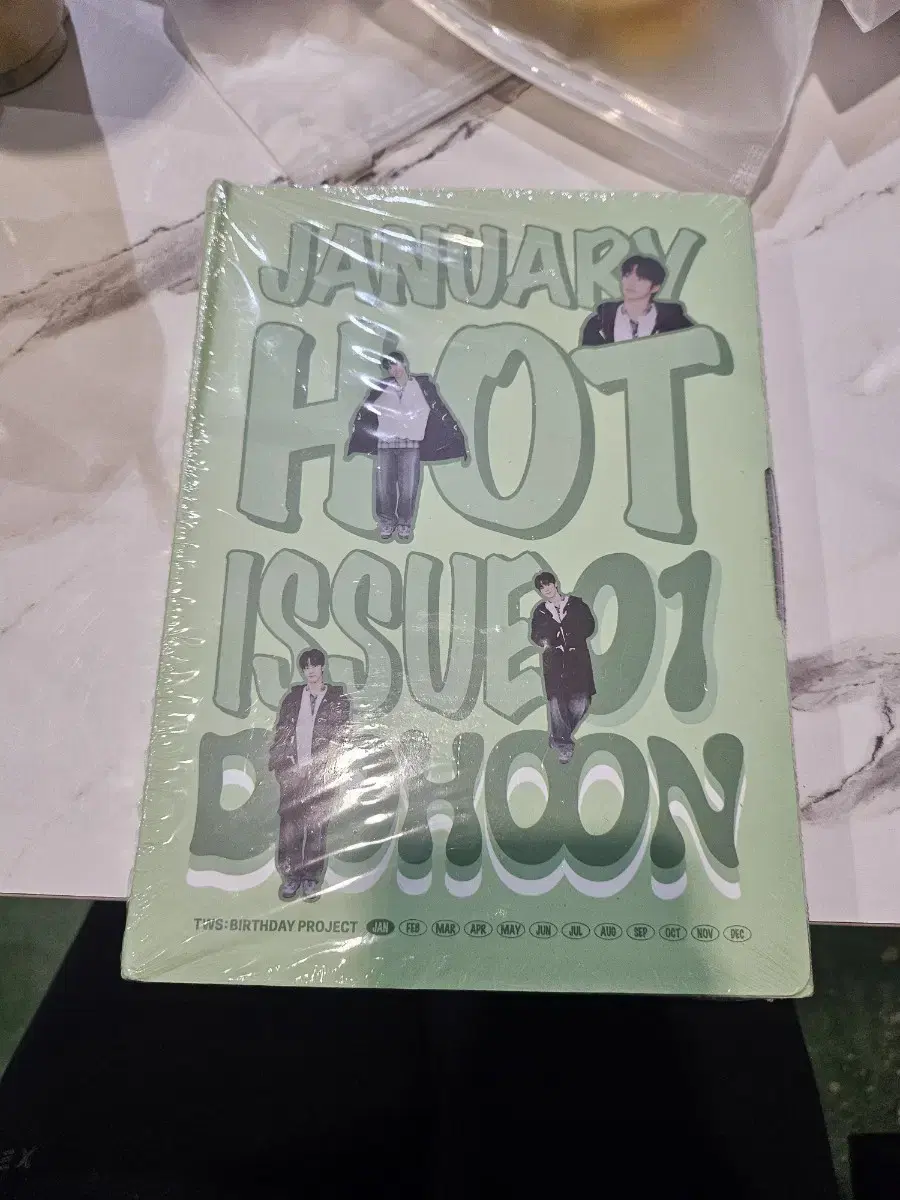 JANUARY
HOT
ISSUE 01
DOHOON
TWS:BIRTHDAY PROJECT JAN FEB MAR APR MAY JUN JUL AUG SEP OCT NOV DEC